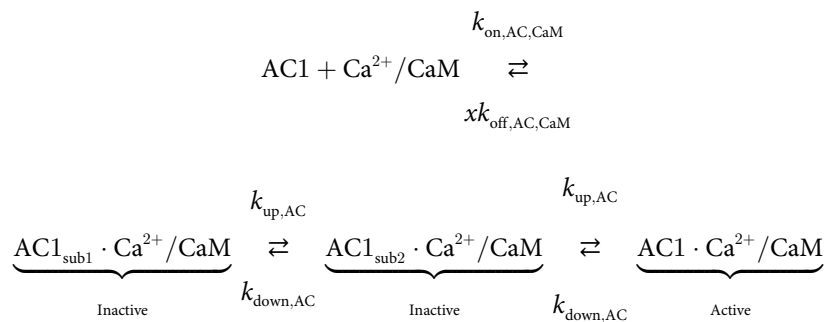 k_on,AC,CaM
AC1 + Ca²⁺/CaM ⇄
xk_off,AC,CaM
k_up,AC k_up,AC
AC1_sub1 · Ca²⁺/CaM ⇄ AC1_sub2 · Ca²⁺/CaM ⇄ AC1 · Ca²⁺/CaM
k_down,AC k_down,AC
Inactive Inactive Active